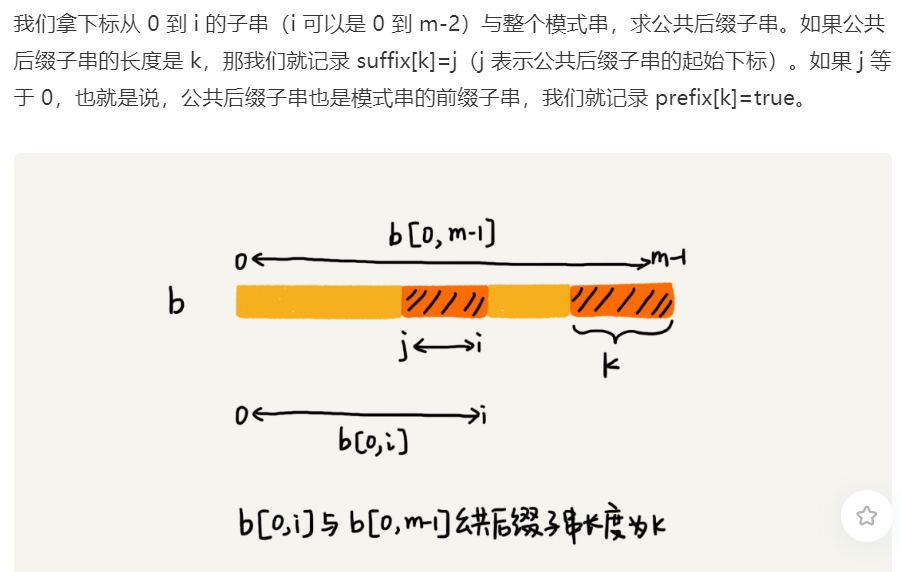 我们拿下标从 0 到 i 的子串（i 可以是 0 到 m-2）与整个模式串，求公共后缀子串。如果公共
后缀子串的长度是 k，那我们就记录 suffix[k]=j（j 表示公共后缀子串的起始下标）。如果 j 等
于 0，也就是说，公共后缀子串也是模式串的前缀子串，我们就记录 prefix[k]=true。
b[0,m-1]
0 m-1
b
j i
k
0 i
b[0,i]
b[0,i]与b[0,m-1]公共后缀子串长度为k